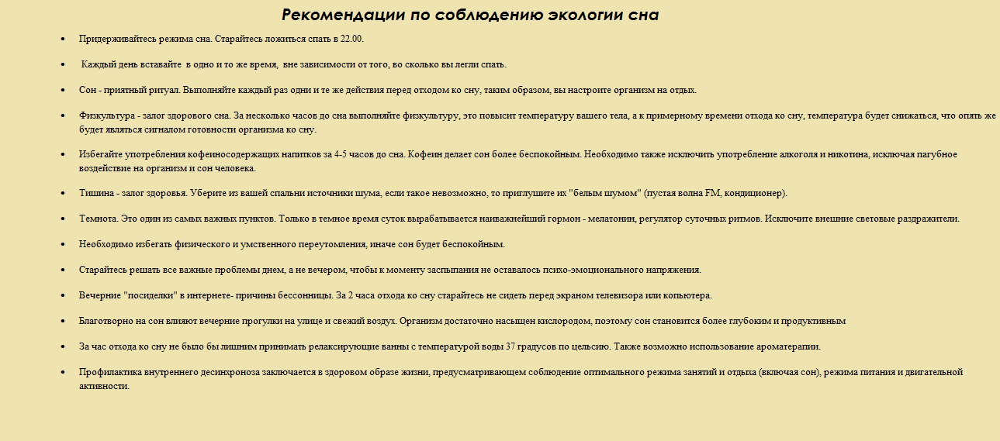 Рекомендации по соблюдению экологии сна
• Придерживайтесь режима сна. Старайтесь ложиться спать в 22.00.
• Каждый день вставайте в одно и то же время, вне зависимости от того, во сколько вы легли спать.
• Сон - приятный ритуал. Выполняйте каждый раз одни и те же действия перед отходом ко сну, таким образом, вы настроите организм на отдых.
• Физкультура - залог здорового сна. За несколько часов до сна выполняйте физкультуру, это повысит температуру вашего тела, а к примерному времени отхода ко сну, температура будет снижаться, что опять же
будет являться сигналом готовности организма ко сну.
• Избегайте употребления кофеиносодержащих напитков за 4-5 часов до сна. Кофеин делает сон более беспокойным. Необходимо также исключить употребление алкоголя и никотина, исключая пагубное
воздействие на организм и сон человека.
• Тишина - залог здоровья. Уберите из вашей спальни источники шума, если такое невозможно, то приглушите их "белым шумом" (пустая волна FM, кондиционер).
• Темнота. Это один из самых важных пунктов. Только в темное время суток вырабатывается наиважнейший гормон - мелатонин, регулятор суточных ритмов. Исключите внешние световые раздражители.
• Необходимо избегать физического и умственного переутомления, иначе сон будет беспокойным.
• Старайтесь решать все важные проблемы днем, а не вечером, чтобы к моменту заспыпания не оставалось психо-эмоционального напряжения.
• Вечерние "посиделки" в интернете- причины бессонницы. За 2 часа отхода ко сну старайтесь не сидеть перед экраном телевизора или копьютера.
• Благотворно на сон влияют вечерние прогулки на улице и свежий воздух. Организм достаточно насыщен кислородом, поэтому сон становится более глубоким и продуктивным
• За час отхода ко сну не было бы лишним принимать релаксирующие ванны с температурой воды 37 градусов по цельсию. Также возможно использование ароматерапии.
• Профилактика внутреннего десинхроноза заключается в здоровом образе жизни, предусматривающем соблюдение оптимального режима занятий и отдыха (включая сон), режима питания и двигательной
активности.